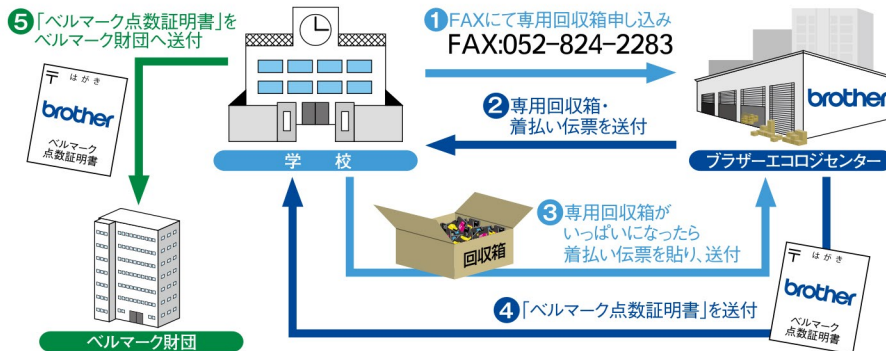 ❺「ベルマーク点数証明書」を
ベルマーク財団へ送付
〒 はがき
brother
ベルマーク
点数証明書
ベルマーク財団
学 校
❶FAXにて専用回収箱申し込み
FAX:052-824-2283
❷専用回収箱・
着払い伝票を送付
brother
ブラザーエコロジセンター
❸専用回収箱が
いっぱいになったら
着払い伝票を貼り、送付
回収箱
❹「ベルマーク点数証明書」を送付
〒 はがき
brother
ベルマーク
点数証明書